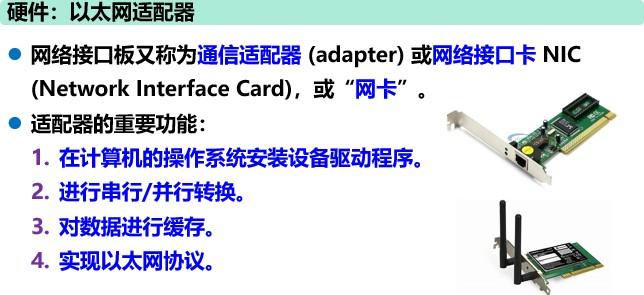 硬件：以太网适配器
网络接口板又称为通信适配器 (adapter) 或网络接口卡 NIC
(Network Interface Card)，或“网卡”。
适配器的重要功能：
1. 在计算机的操作系统安装设备驱动程序。
2. 进行串行/并行转换。
3. 对数据进行缓存。
4. 实现以太网协议。